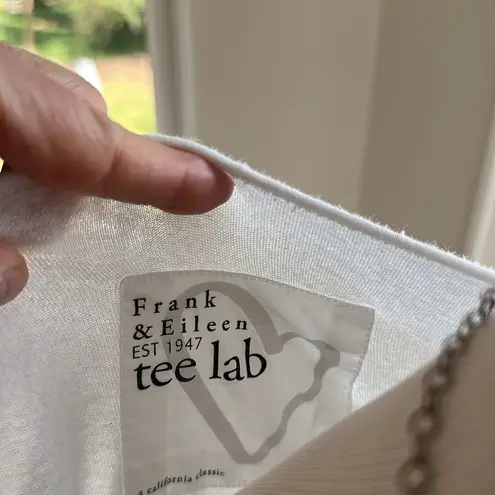 Frank
& Eileen
EST 1947
tee lab
a california classic